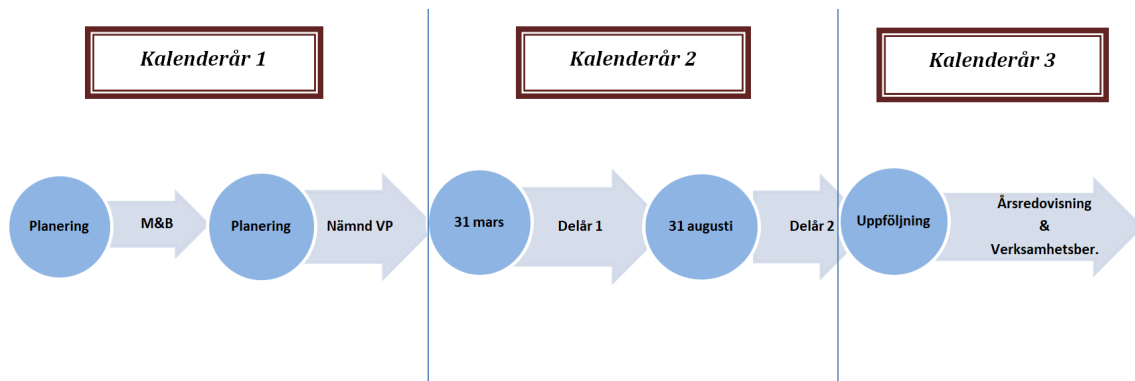 Kalenderår 1
Kalenderår 2
Kalenderår 3
Planering
M&B
Planering
Nämnd VP
31 mars
Delår 1
31 augusti
Delår 2
Uppföljning
Årsredovisning
&
Verksamhetsber.